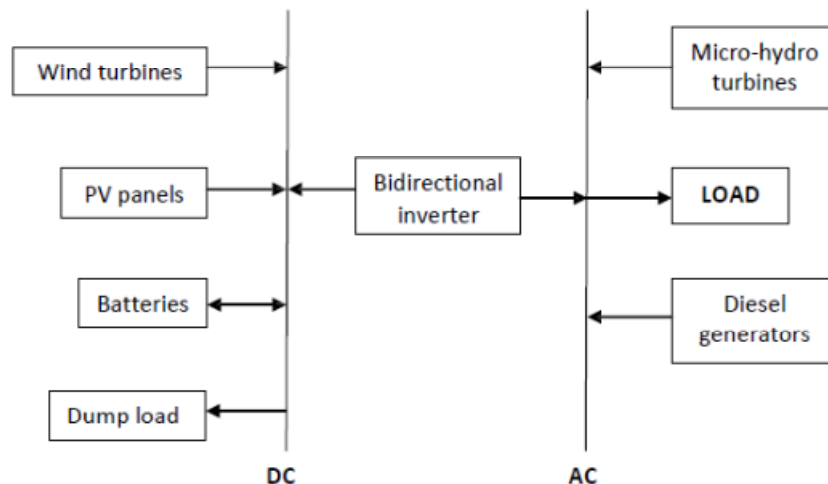 Wind turbines
Micro-hydro
turbines
PV panels
Bidirectional
inverter
LOAD
Batteries
Diesel
generators
Dump load
DC
AC